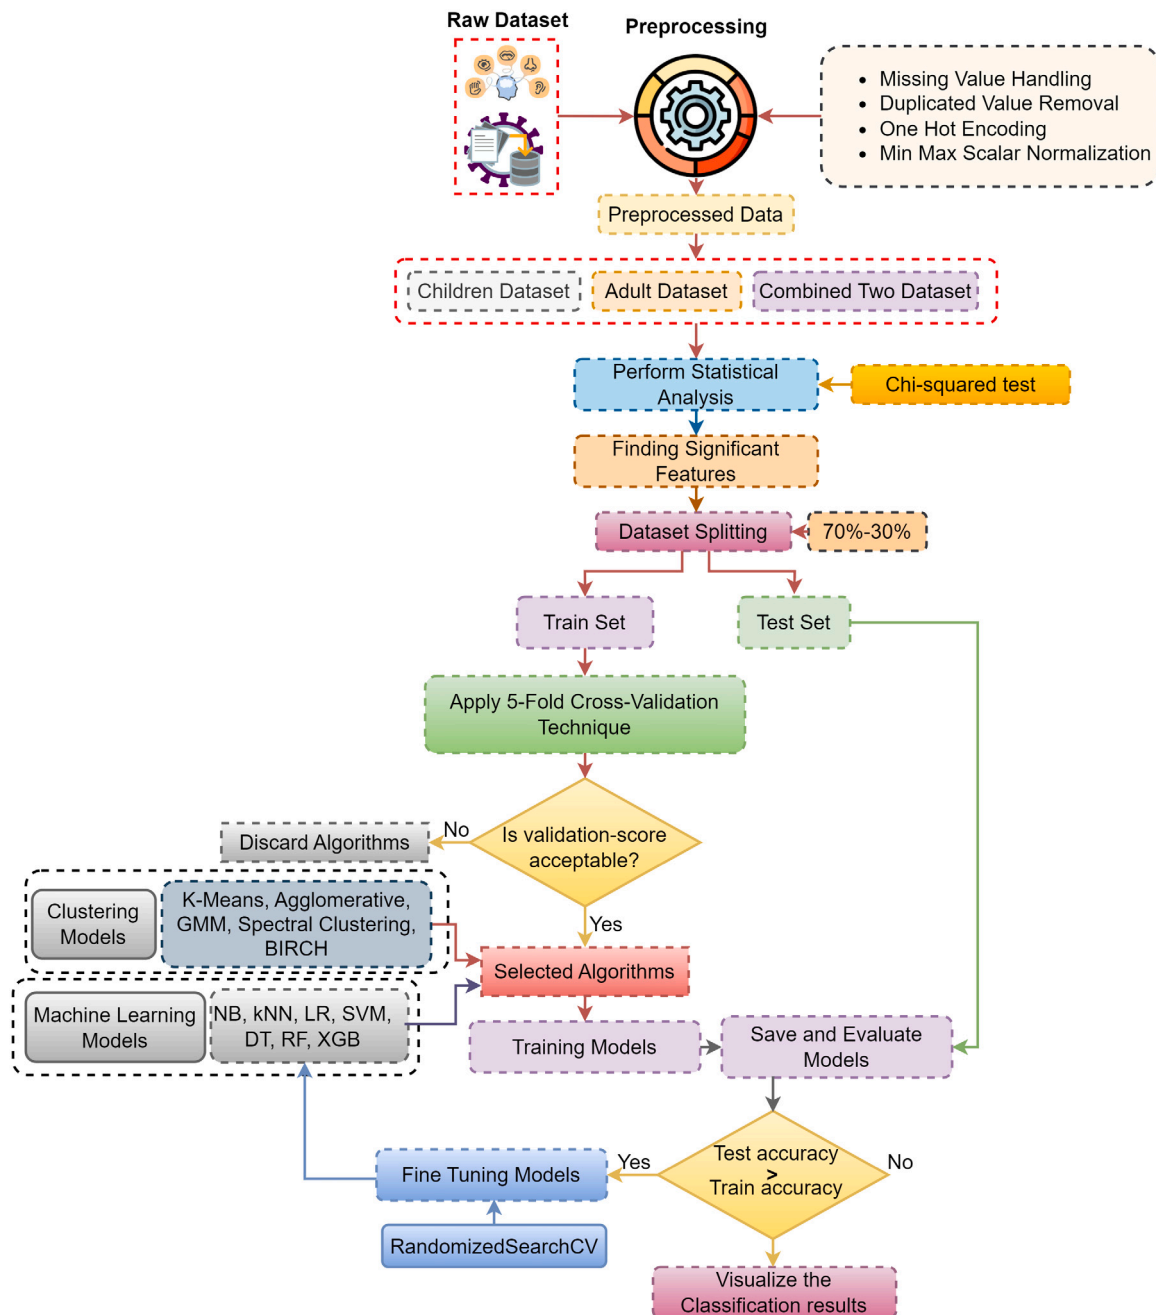 Raw Dataset
Preprocessing
• Missing Value Handling
• Duplicated Value Removal
• One Hot Encoding
• Min Max Scalar Normalization
Preprocessed Data
Children Dataset
Adult Dataset
Combined Two Dataset
Perform Statistical
Analysis
Chi-squared test
Finding Significant
Features
Dataset Splitting
70%-30%
Train Set
Test Set
Apply 5-Fold Cross-Validation
Technique
Is validation-score
acceptable?
No
Discard Algorithms
Yes
Clustering
Models
K-Means, Agglomerative,
GMM, Spectral Clustering,
BIRCH
Selected Algorithms
Machine Learning
Models
NB, kNN, LR, SVM,
DT, RF, XGB
Training Models
Save and Evaluate
Models
Test accuracy
>
Train accuracy
Yes
No
Fine Tuning Models
RandomizedSearchCV
Visualize the
Classification results